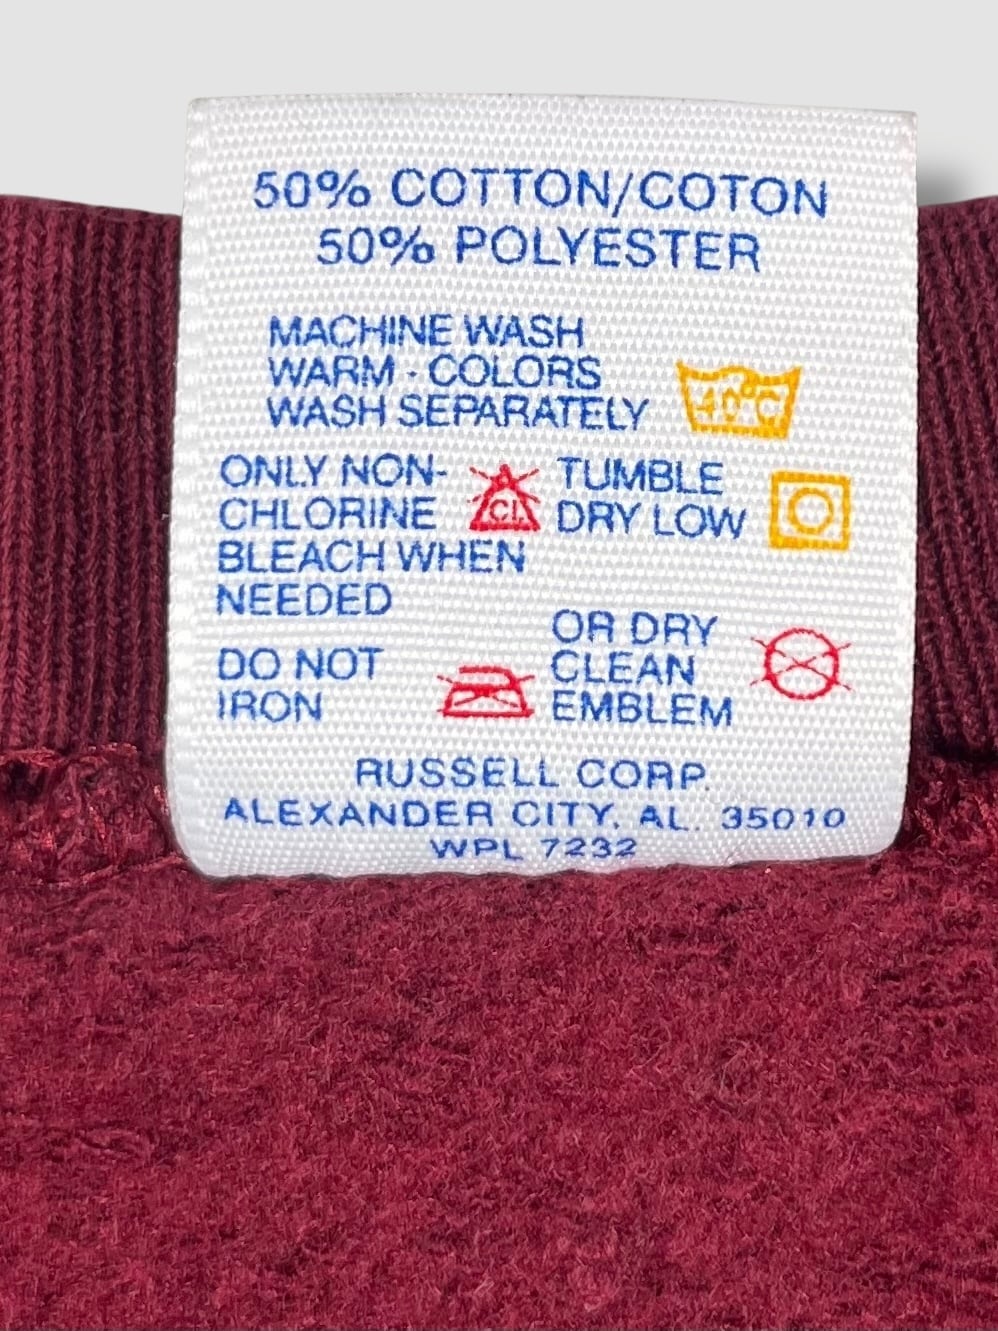 50% COTTON/COTON
50% POLYESTER
MACHINE WASH
WARM - COLORS
WASH SEPARATELY
40°C
ONLY NON-
CHLORINE
BLEACH WHEN
NEEDED
CL
TUMBLE
DRY LOW
DO NOT
IRON
OR DRY
CLEAN
EMBLEM
RUSSELL CORP.
ALEXANDER CITY, AL. 35010
WPL 7232